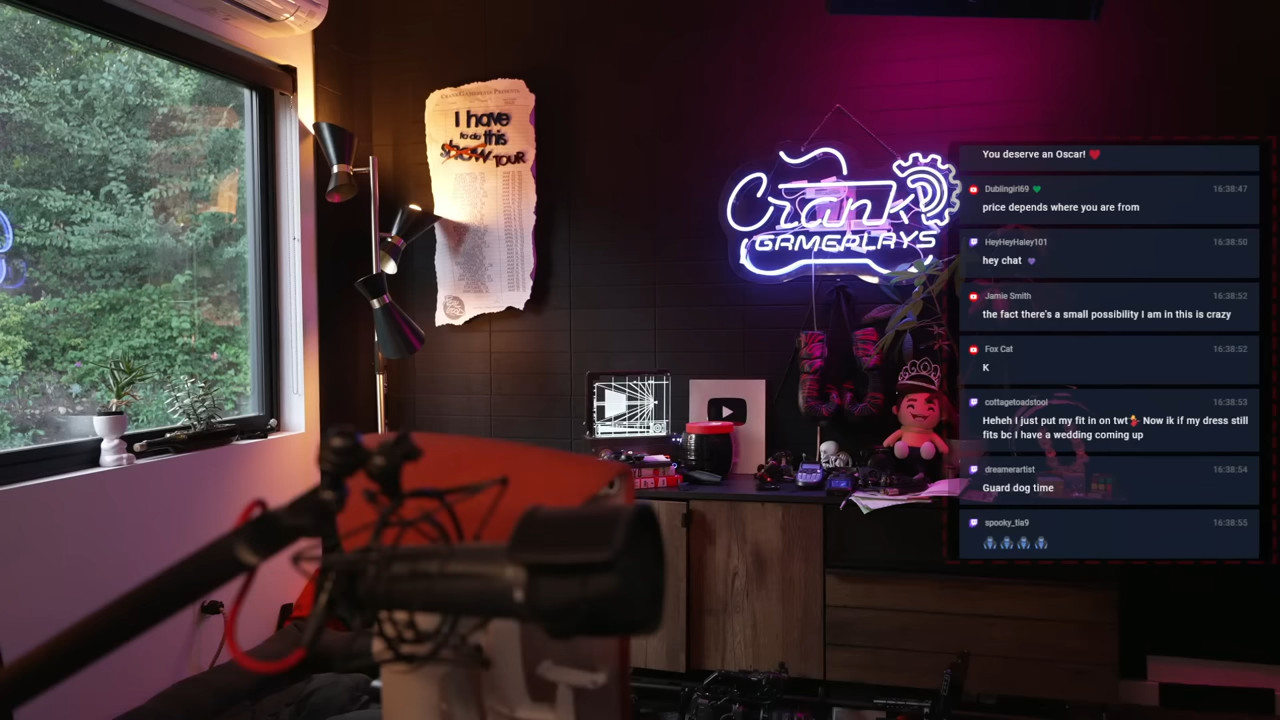 CRANKGAMEPLAYS PRESENTS
I have
to do this
show TOUR
Crank
GAMEPLAYS
You deserve an Oscar! ❤️
Dublingirl69 💚 16:38:47
price depends where you are from
HeyHeyHaley101 16:38:50
hey chat 💜
Jamie Smith 16:38:52
the fact there's a small possibility I am in this is crazy
Fox Cat 16:38:52
K
cottagetoadstool 16:38:53
Heheh I just put my fit in on twt💃 Now ik if my dress still
fits bc I have a wedding coming up
dreamerartist 16:38:54
Guard dog time
spooky_tia9 16:38:55